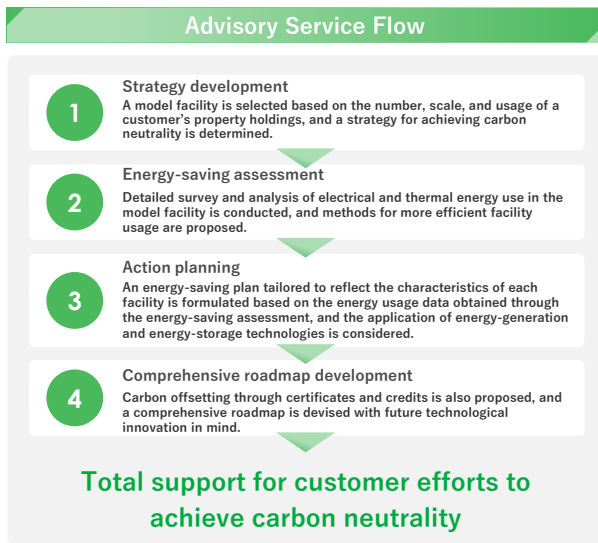 Advisory Service Flow
1
Strategy development
A model facility is selected based on the number, scale, and usage of a
customer's property holdings, and a strategy for achieving carbon
neutrality is determined.
2
Energy-saving assessment
Detailed survey and analysis of electrical and thermal energy use in the
model facility is conducted, and methods for more efficient facility
usage are proposed.
3
Action planning
An energy-saving plan tailored to reflect the characteristics of each
facility is formulated based on the energy usage data obtained through
the energy-saving assessment, and the application of energy-generation
and energy-storage technologies is considered.
4
Comprehensive roadmap development
Carbon offsetting through certificates and credits is also proposed, and
a comprehensive roadmap is devised with future technological
innovation in mind.
Total support for customer efforts to
achieve carbon neutrality